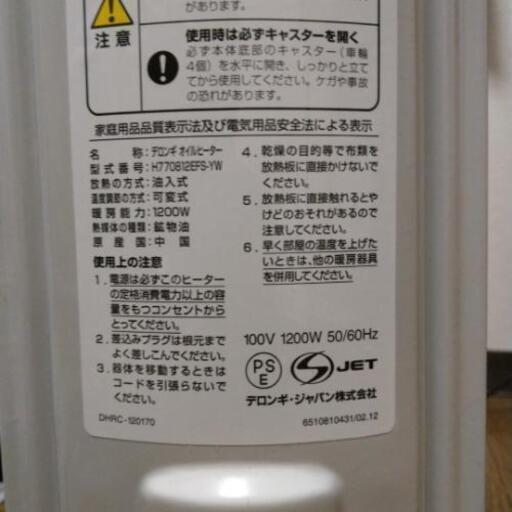 があります。
注意
使用時は必ずキャスターを開く
必ず本体底部のキャスター(車輪
4個)を水平に開き、しっかりと立て
てから使用してください。ケガや事故
の恐れがあります。
家庭用品品質表示法及び電気用品安全法による表示
名称:デロンギオイルヒーター
型式番号:H770812EFS-YW
放熱の方式:油入式
温度調節の方式:可変式
暖房能力:1200W
熱媒体の種類:鉱物油
原産国:中国
使用上の注意
1.電源は必ずこのヒーター
の定格消費電力以上の容
量をもつコンセントから
とってください。
2.差込みプラグは根元まで
よく差しこんでください。
3.器体を移動するときは
コードを引張らないで
ください。
DHRC-120170
4.乾燥の目的等で布類を
放熱板に直接かけないで
ください。
5.放熱板に直接触れるとや
けどのおそれがあるので
注意してください。
6.早く部屋の温度を上げた
いときは、他の暖房器具
を併用してください。
100V 1200W 50/60Hz
PS
E
JET
デロンギ・ジャパン株式会社
6510810431/02.12